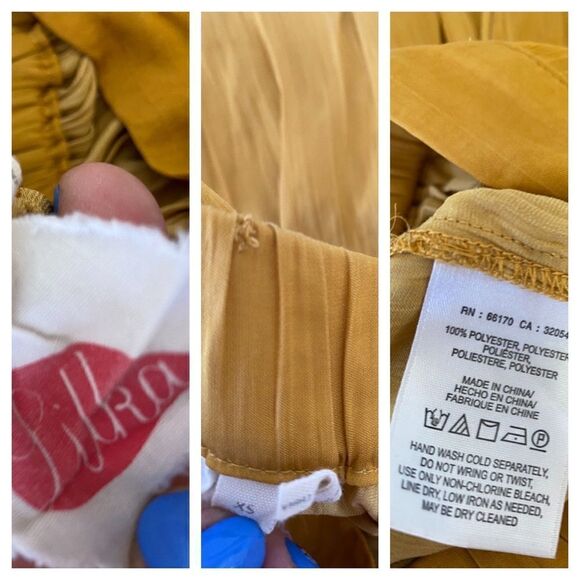 Lilka
XS
RN : 66170 CA : 32054
100% POLYESTER, POLYESTER
POLIÉSTER,
POLIESTERE, POLYESTER
MADE IN CHINA/
HECHO EN CHINA/
FABRIQUE EN CHINE
HAND WASH COLD SEPARATELY,
DO NOT WRING OR TWIST,
USE ONLY NON-CHLORINE BLEACH,
LINE DRY, LOW IRON AS NEEDED,
MAY BE DRY CLEANED